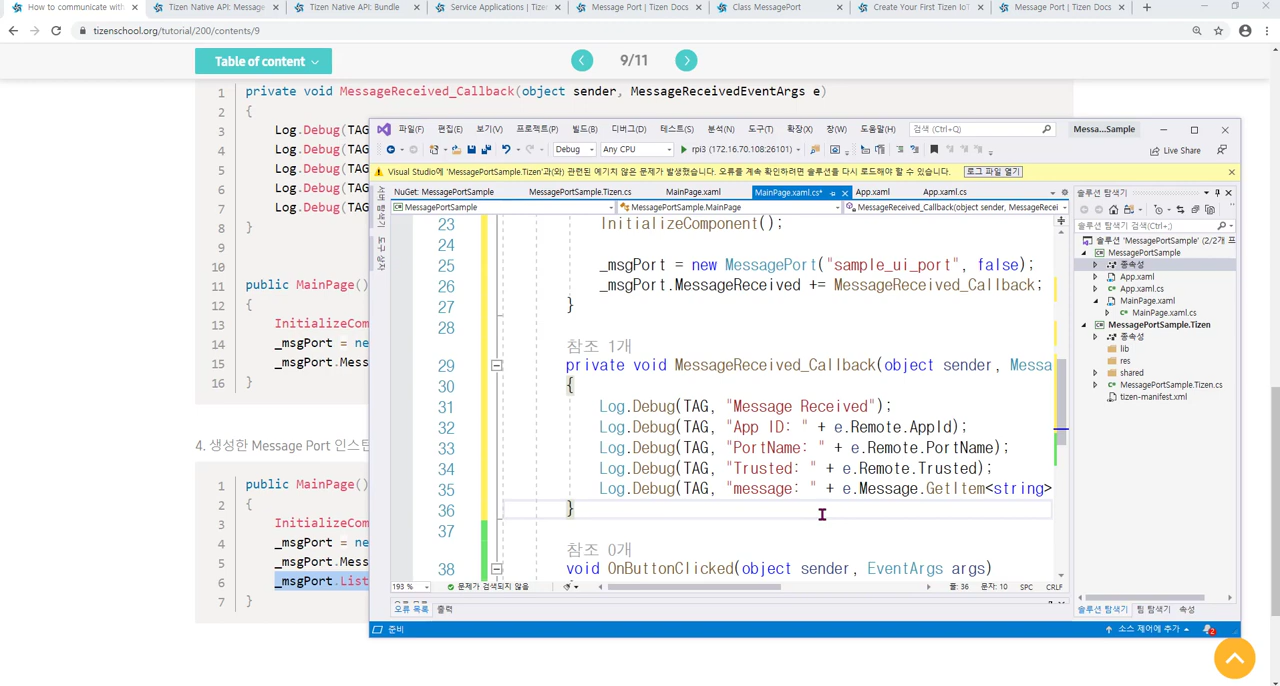 How to communicate with
Tizen Native API: Message
Tizen Native API: Bundle
Service Applications | Tizen
Message Port | Tizen Docs
Class MessagePort
Create Your First Tizen IoT
Message Port | Tizen Docs
tizenschool.org/tutorial/200/contents/9
Table of content
9/11
1 private void MessageReceived_Callback(object sender, MessageReceivedEventArgs e)
2 {
3 Log.Debug(TAG
4 Log.Debug(TAG
5 Log.Debug(TAG
6 Log.Debug(TAG
7 Log.Debug(TAG
8 }
9
10
11 public MainPage()
12 {
13 InitializeCom
14 _msgPort = ne
15 _msgPort.Mess
16 }
4. 생성한 Message Port 인스턴
1 public MainPage()
2 {
3 InitializeCom
4 _msgPort = ne
5 _msgPort.Mess
6 _msgPort.List
7 }
파일(F) 편집(E) 보기(V) 프로젝트(P) 빌드(B) 디버그(D) 테스트(S) 분석(N) 도구(T) 확장(X) 창(W) 도움말(H) 검색 (Ctrl+Q) Messa...Sample
Debug Any CPU rpi3 (172.16.70.108:26101) Live Share
Visual Studio에 'MessagePortSample.Tizen'과(와) 관련된 예기치 않은 문제가 발생했습니다. 오류를 계속 확인하려면 솔루션을 다시 로드해야 할 수 있습니다. 로그 파일 열기
서버 탐색기
도구 상자
NuGet: MessagePortSample MessagePortSample.Tizen.cs MainPage.xaml MainPage.xaml.cs* App.xaml App.xaml.cs
MessagePortSample MessagePortSample.MainPage MessageReceived_Callback(object sender, MessageRecei
23 InitializeComponent();
24
25 _msgPort = new MessagePort("sample_ui_port", false);
26 _msgPort.MessageReceived += MessageReceived_Callback;
27 }
28
참조 1개
29 private void MessageReceived_Callback(object sender, Messa
30 {
31 Log.Debug(TAG, "Message Received");
32 Log.Debug(TAG, "App ID: " + e.Remote.AppId);
33 Log.Debug(TAG, "PortName: " + e.Remote.PortName);
34 Log.Debug(TAG, "Trusted: " + e.Remote.Trusted);
35 Log.Debug(TAG, "message: " + e.Message.GetItem<string>
36 }
37
참조 0개
38 void OnButtonClicked(object sender, EventArgs args)
193 % 문제가 검색되지 않음 줄: 36 문자: 10 SPC CRLF
오류 목록 출력
솔루션 탐색기
솔루션 탐색기 검색(Ctrl+;)
솔루션 'MessagePortSample' (2/2개 프
MessagePortSample
종속성
App.xaml
App.xaml.cs
MainPage.xaml
MainPage.xaml.cs
MessagePortSample.Tizen
종속성
lib
res
shared
MessagePortSample.Tizen.cs
tizen-manifest.xml
솔루션 탐색기 팀 탐색기 속성
준비 소스 제어에 추가 2